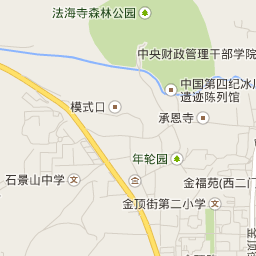 法海寺森林公园
中央财政管理干部学院
中国第四纪冰川
遗迹陈列馆
模式口
承恩寺
年轮园
石景山中学
金福苑(西二门
金顶街第二小学